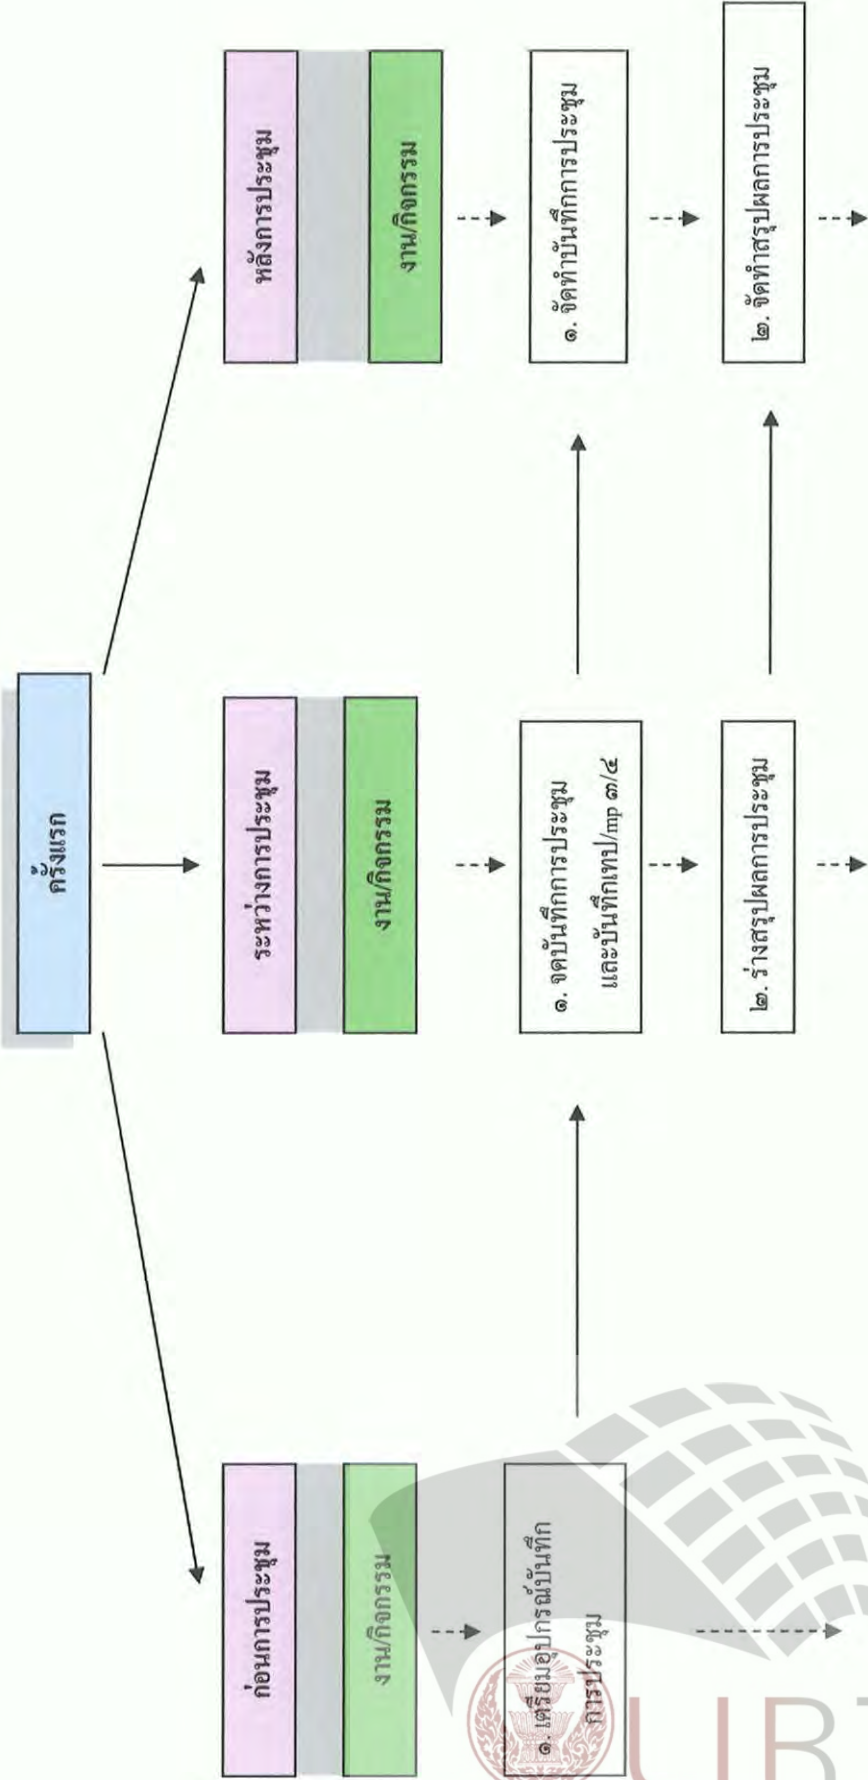 ครั้งแรก
ก่อนการประชุม
ระหว่างการประชุม
หลังการประชุม
งาน/กิจกรรม
งาน/กิจกรรม
งาน/กิจกรรม
๑. เตรียมอุปกรณ์บันทึก
การประชุม
๑. จดบันทึกการประชุม
และบันทึกเทป/mp ๓/๔
๑. จัดทำบันทึกการประชุม
๒. ร่างสรุปผลการประชุม
๒. จัดทำสรุปผลการประชุม